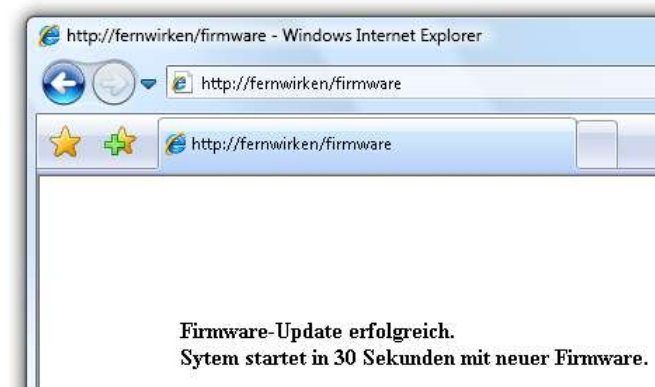 http://fernwirken/firmware - Windows Internet Explorer
http://fernwirken/firmware
http://fernwirken/firmware
Firmware-Update erfolgreich.
Sytem startet in 30 Sekunden mit neuer Firmware.